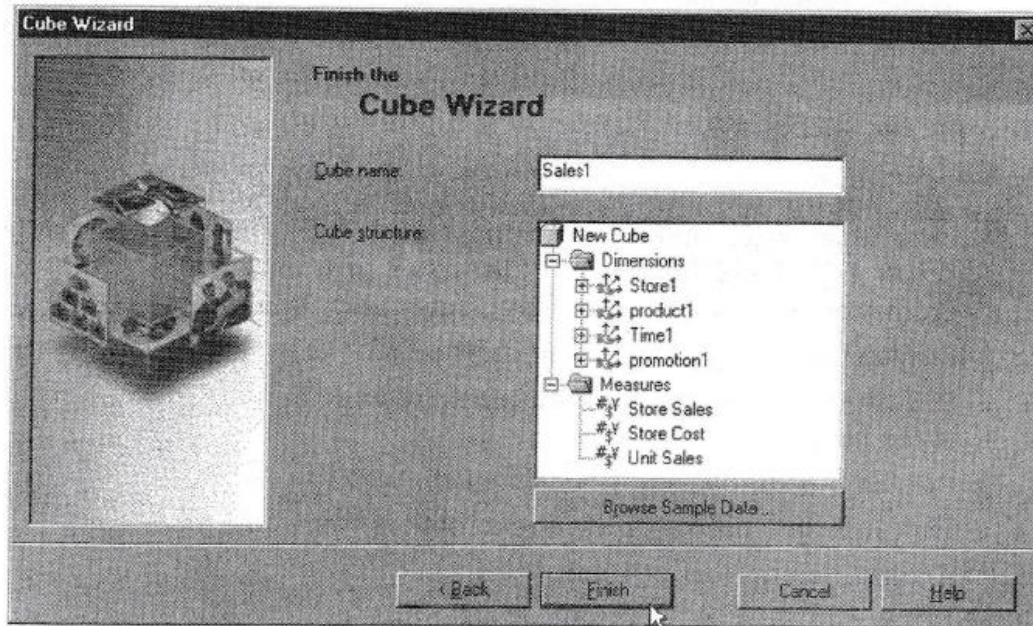 Cube Wizard
Finish the
Cube Wizard
Cube name:
Sales1
Cube structure:
New Cube
Dimensions
Store1
product1
Time1
promotion1
Measures
Store Sales
Store Cost
Unit Sales
Browse Sample Data...
< Back
Finish
Cancel
Help